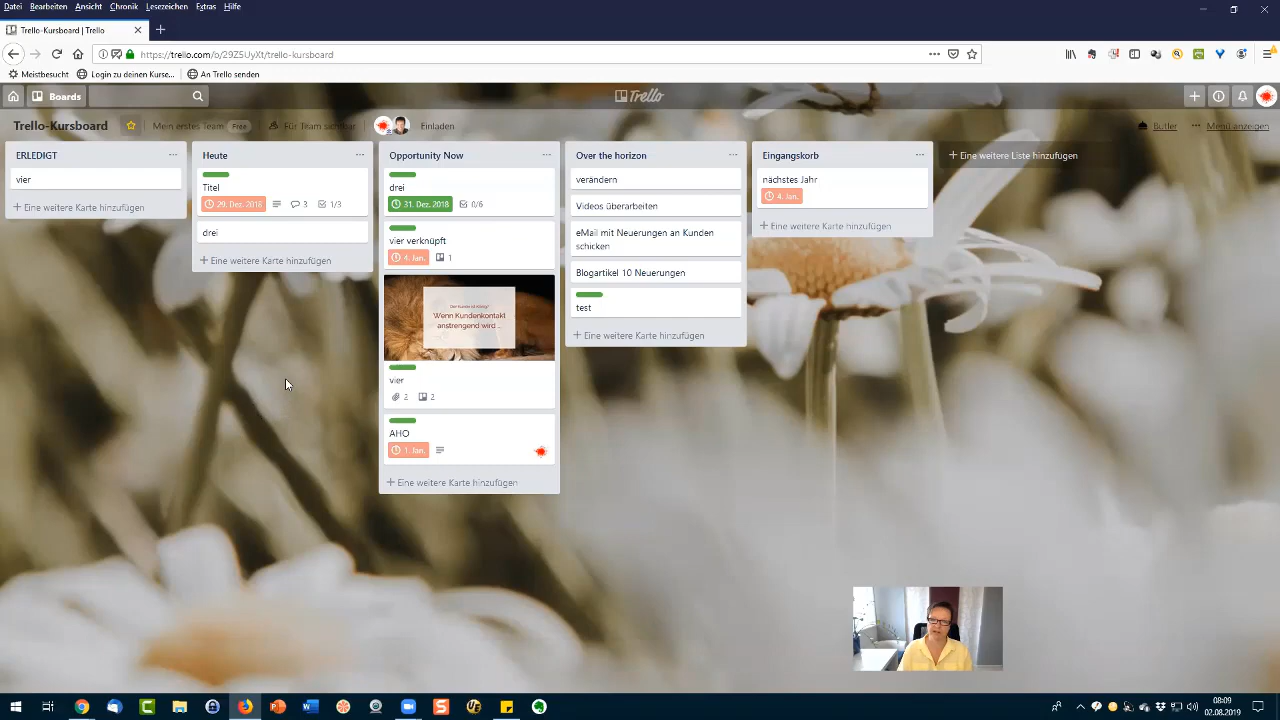 Datei Bearbeiten Ansicht Chronik Lesezeichen Extras Hilfe
Trello-Kursboard | Trello
https://trello.com/b/29Z5UyXt/trello-kursboard
Meistbesucht Login zu deinen Kurse... An Trello senden
Boards
Trello
Trello-Kursboard
Mein erstes Team Free
Für Team sichtbar
Einladen
Butler
Menü anzeigen
ERLEDIGT
vier
Eine weitere Karte hinzufügen
Heute
Titel
29. Dez. 2018 3 1/3
drei
Eine weitere Karte hinzufügen
Opportunity Now
drei
31. Dez. 2018 0/6
vier verknüpft
4. Jan. 1
Wenn Kundenkontakt
anstrengend wird ...
vier
2 2
AHO
1. Jan.
Eine weitere Karte hinzufügen
Over the horizon
verändern
Videos überarbeiten
eMail mit Neuerungen an Kunden
schicken
Blogartikel 10 Neuerungen
test
Eine weitere Karte hinzufügen
Eingangskorb
nächstes Jahr
4. Jan.
Eine weitere Karte hinzufügen
Eine weitere Liste hinzufügen
08:09
02.08.2019